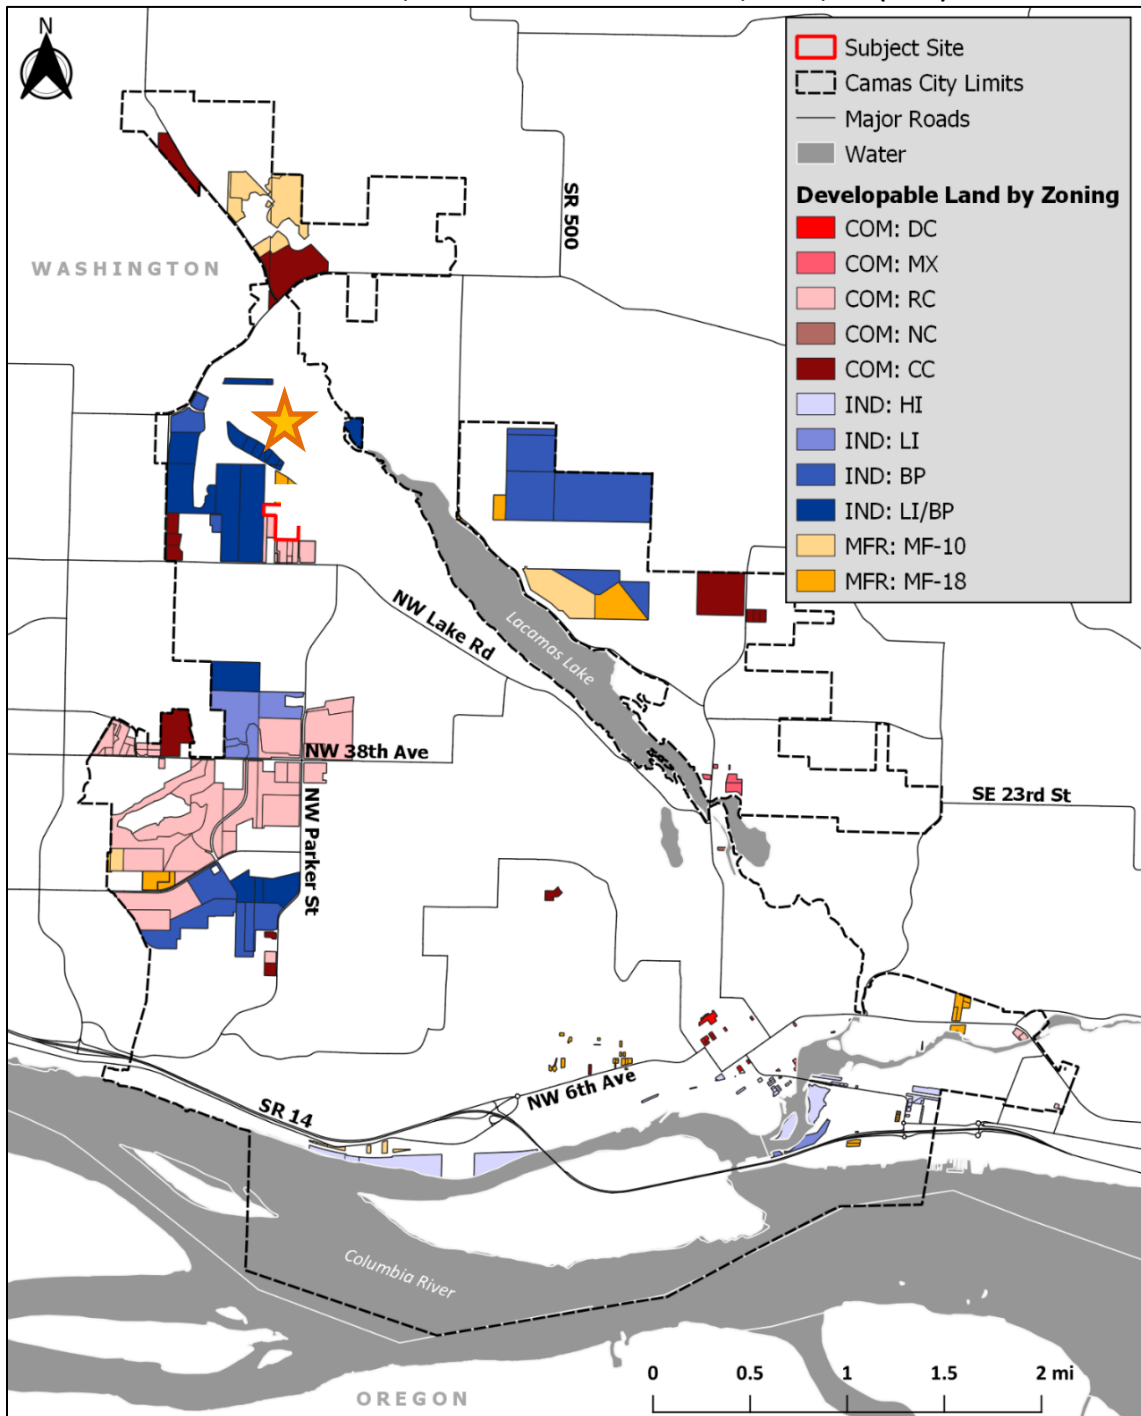 N
Subject Site
Camas City Limits
Major Roads
Water
Developable Land by Zoning
COM: DC
COM: MX
COM: RC
COM: NC
COM: CC
IND: HI
IND: LI
IND: BP
IND: LI/BP
MFR: MF-10
MFR: MF-18
SR 500
WASHINGTON
NW Lake Rd
Lacamas Lake
NW 38th Ave
NW Parker St
SE 23rd St
NW 6th Ave
SR 14
Columbia River
OREGON
0 0.5 1 1.5 2 mi